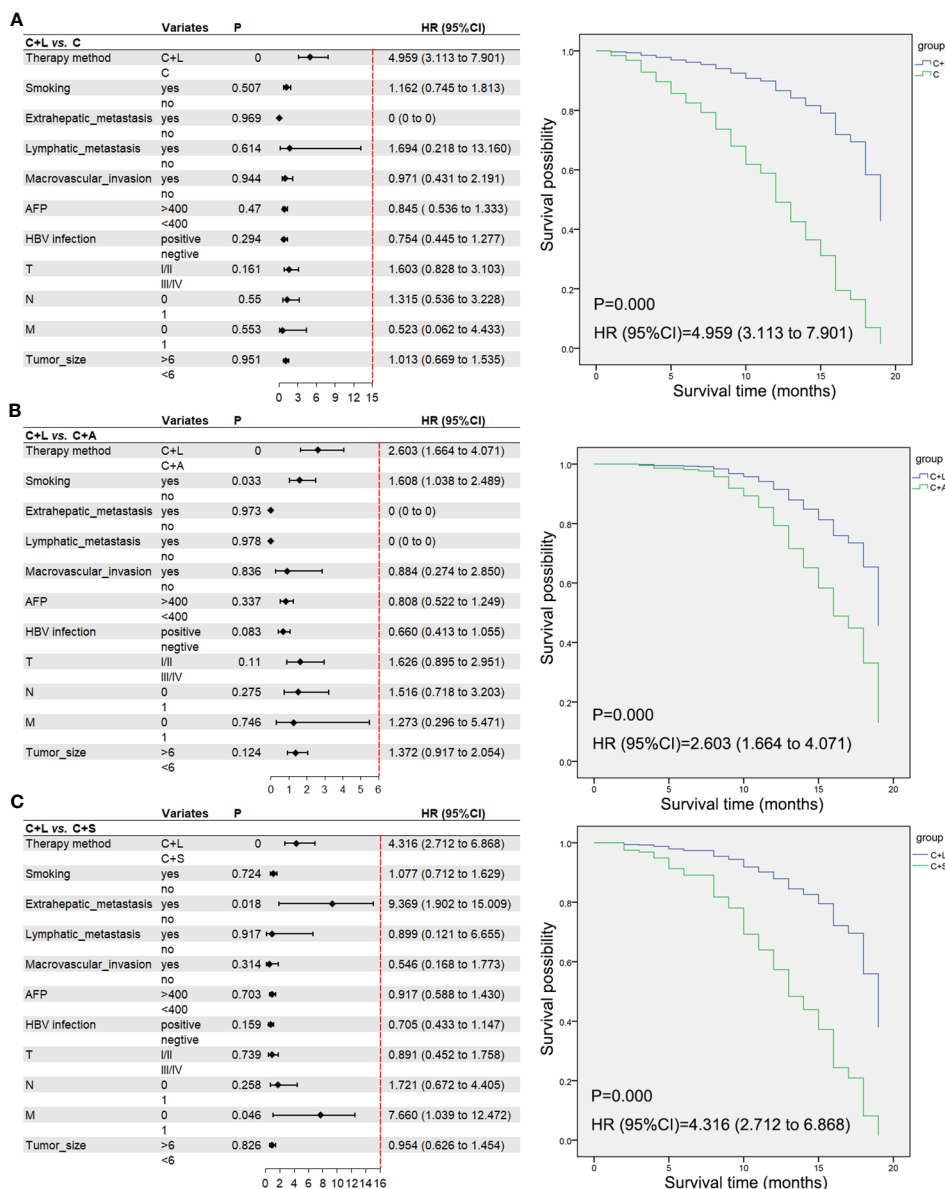 A
Variates P HR (95%CI)
C+L vs. C
Therapy method C+L 0 4.959 (3.113 to 7.901)
C
Smoking yes 0.507 1.162 (0.745 to 1.813)
no
Extrahepatic_metastasis yes 0.969 0 (0 to 0)
no
Lymphatic_metastasis yes 0.614 1.694 (0.218 to 13.160)
no
Macrovascular_invasion yes 0.944 0.971 (0.431 to 2.191)
no
AFP >400 0.47 0.845 ( 0.536 to 1.333)
<400
HBV infection positive 0.294 0.754 (0.445 to 1.277)
negtive
T I/II 0.161 1.603 (0.828 to 3.103)
III/IV
N 0 0.55 1.315 (0.536 to 3.228)
1
M 0 0.553 0.523 (0.062 to 4.433)
1
Tumor_size >6 0.951 1.013 (0.669 to 1.535)
<6
0 3 6 9 12 15
group
C+
C
Survival possibility
1.0
0.8
0.6
0.4
0.2
0.0
P=0.000
HR (95%CI)=4.959 (3.113 to 7.901)
0 5 10 15 20
Survival time (months)
B
Variates P HR (95%CI)
C+L vs. C+A
Therapy method C+L 0 2.603 (1.664 to 4.071)
C+A
Smoking yes 0.033 1.608 (1.038 to 2.489)
no
Extrahepatic_metastasis yes 0.973 0 (0 to 0)
no
Lymphatic_metastasis yes 0.978 0 (0 to 0)
no
Macrovascular_invasion yes 0.836 0.884 (0.274 to 2.850)
no
AFP >400 0.337 0.808 (0.522 to 1.249)
<400
HBV infection positive 0.083 0.660 (0.413 to 1.055)
negtive
T I/II 0.11 1.626 (0.895 to 2.951)
III/IV
N 0 0.275 1.516 (0.718 to 3.203)
1
M 0 0.746 1.273 (0.296 to 5.471)
1
Tumor_size >6 0.124 1.372 (0.917 to 2.054)
<6
0 1 2 3 4 5 6
group
C+L
C+A
Survival possibility
1.0
0.8
0.6
0.4
0.2
0.0
P=0.000
HR (95%CI)=2.603 (1.664 to 4.071)
0 5 10 15 20
Survival time (months)
C
Variates P HR (95%CI)
C+L vs. C+S
Therapy method C+L 0 4.316 (2.712 to 6.868)
C+S
Smoking yes 0.724 1.077 (0.712 to 1.629)
no
Extrahepatic_metastasis yes 0.018 9.369 (1.902 to 15.009)
no
Lymphatic_metastasis yes 0.917 0.899 (0.121 to 6.655)
no
Macrovascular_invasion yes 0.314 0.546 (0.168 to 1.773)
no
AFP >400 0.703 0.917 (0.588 to 1.430)
<400
HBV infection positive 0.159 0.705 (0.433 to 1.147)
negtive
T I/II 0.739 0.891 (0.452 to 1.758)
III/IV
N 0 0.258 1.721 (0.672 to 4.405)
1
M 0 0.046 7.660 (1.039 to 12.472)
1
Tumor_size >6 0.826 0.954 (0.626 to 1.454)
<6
0 2 4 6 8 10 12 14 16
group
C+L
C+S
Survival possibility
1.0
0.8
0.6
0.4
0.2
0.0
P=0.000
HR (95%CI)=4.316 (2.712 to 6.868)
0 5 10 15 20
Survival time (months)